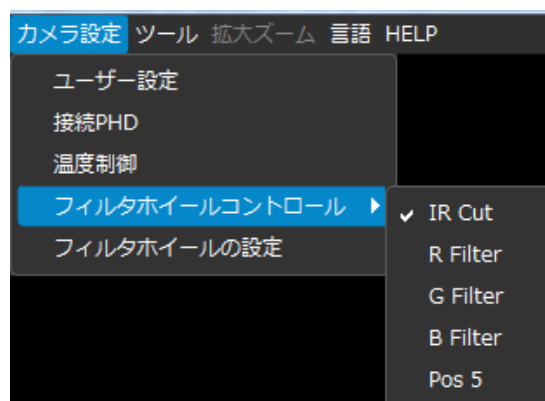 カメラ設定 ツール 拡大ズーム 言語 HELP
ユーザー設定
接続PHD
温度制御
フィルタホイールコントロール
フィルタホイールの設定
IR Cut
R Filter
G Filter
B Filter
Pos 5